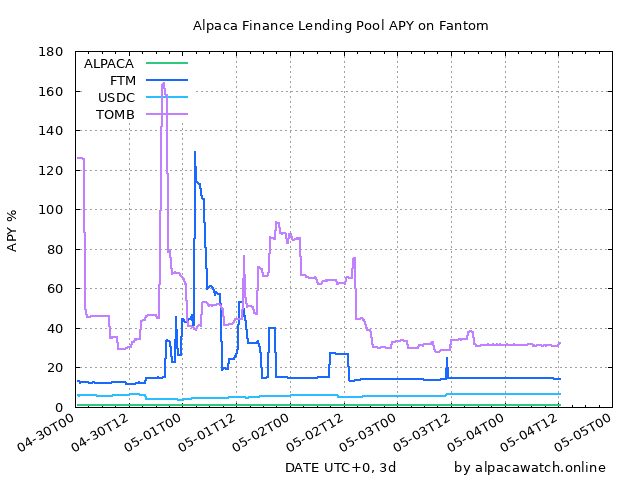 Alpaca Finance Lending Pool APY on Fantom
180
160
140
120
100
80
60
40
20
0
APY %
ALPACA
FTM
USDC
TOMB
04-30T00
04-30T12
05-01T00
05-01T12
05-02T00
05-02T12
05-03T00
05-03T12
05-04T00
05-04T12
05-05T00
DATE UTC+0, 3d
by alpacawatch.online